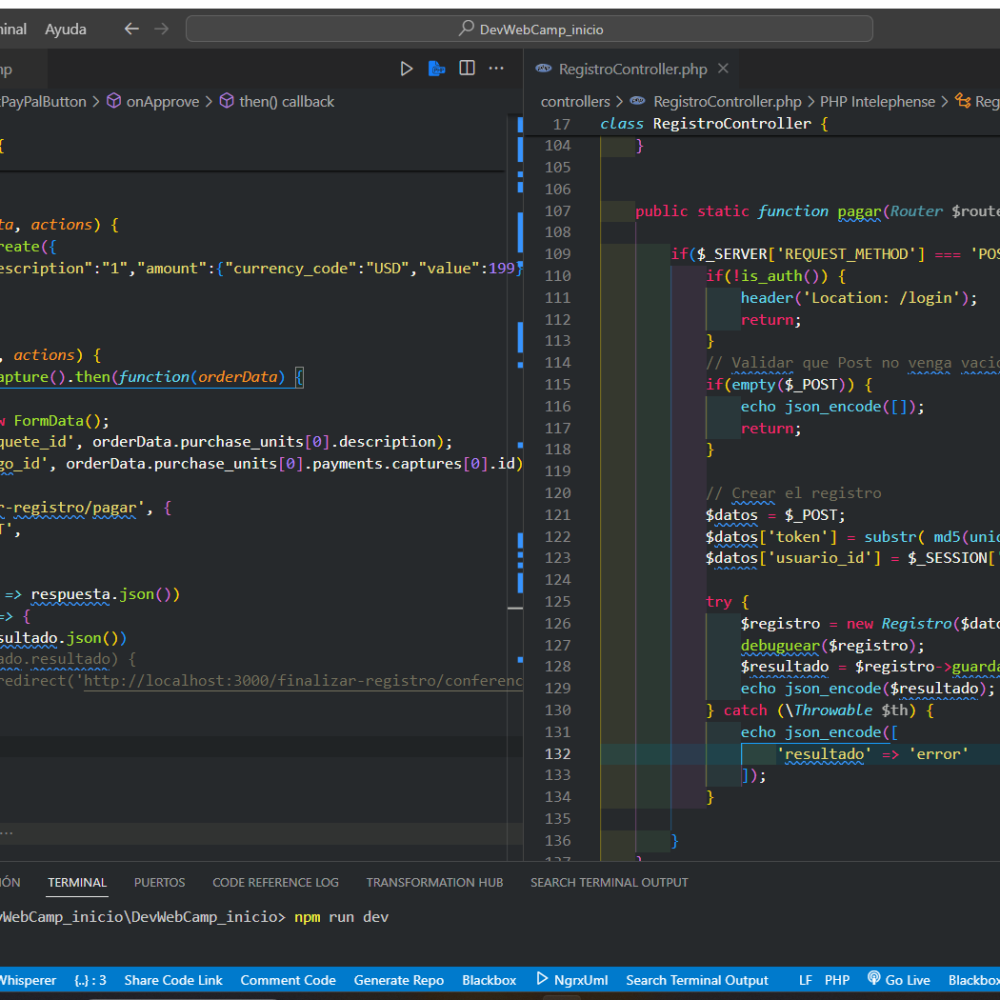 Ayuda
DevWebCamp_inicio
PayPalButton > onApprove > then() callback
{
actions) {
reate({
escription":"1","amount":{"currency_code":"USD","value":199}
, actions) {
apture().then(function(orderData) {
FormData();
quete_id', orderData.purchase_units[0].description);
go_id', orderData.purchase_units[0].payments.captures[0].id)
r-registro/pagar', {
T',
=> respuesta.json())
=> {
sultado.json())
ado.resultado) {
redirect('http://localhost:3000/finalizar-registro/conferenc
...
RegistroController.php
controllers > RegistroController.php > PHP Intelephense > Reg
17 class RegistroController {
104 }
105
106
107 public static function pagar(Router $route
108
109 if($_SERVER['REQUEST_METHOD'] === 'POS
110 if(!is_auth()) {
111 header('Location: /login');
112 return;
113 }
114 // Validar que Post no venga vacio
115 if(empty($_POST)) {
116 echo json_encode([]);
117 return;
118 }
119
120 // Crear el registro
121 $datos = $_POST;
122 $datos['token'] = substr( md5(unic
123 $datos['usuario_id'] = $_SESSION['
124
125 try {
126 $registro = new Registro($dato
127 debuguear($registro);
128 $resultado = $registro->guarda
129 echo json_encode($resultado);
130 } catch (\Throwable $th) {
131 echo json_encode([
132 'resultado' => 'error'
133 ]);
134 }
135
136 }
TERMINAL PUERTOS CODE REFERENCE LOG TRANSFORMATION HUB SEARCH TERMINAL OUTPUT
WebCamp_inicio\DevWebCamp_inicio> npm run dev
Whisperer {..} : 3 Share Code Link Comment Code Generate Repo Blackbox NgrxUml Search Terminal Output LF PHP Go Live Blackbox